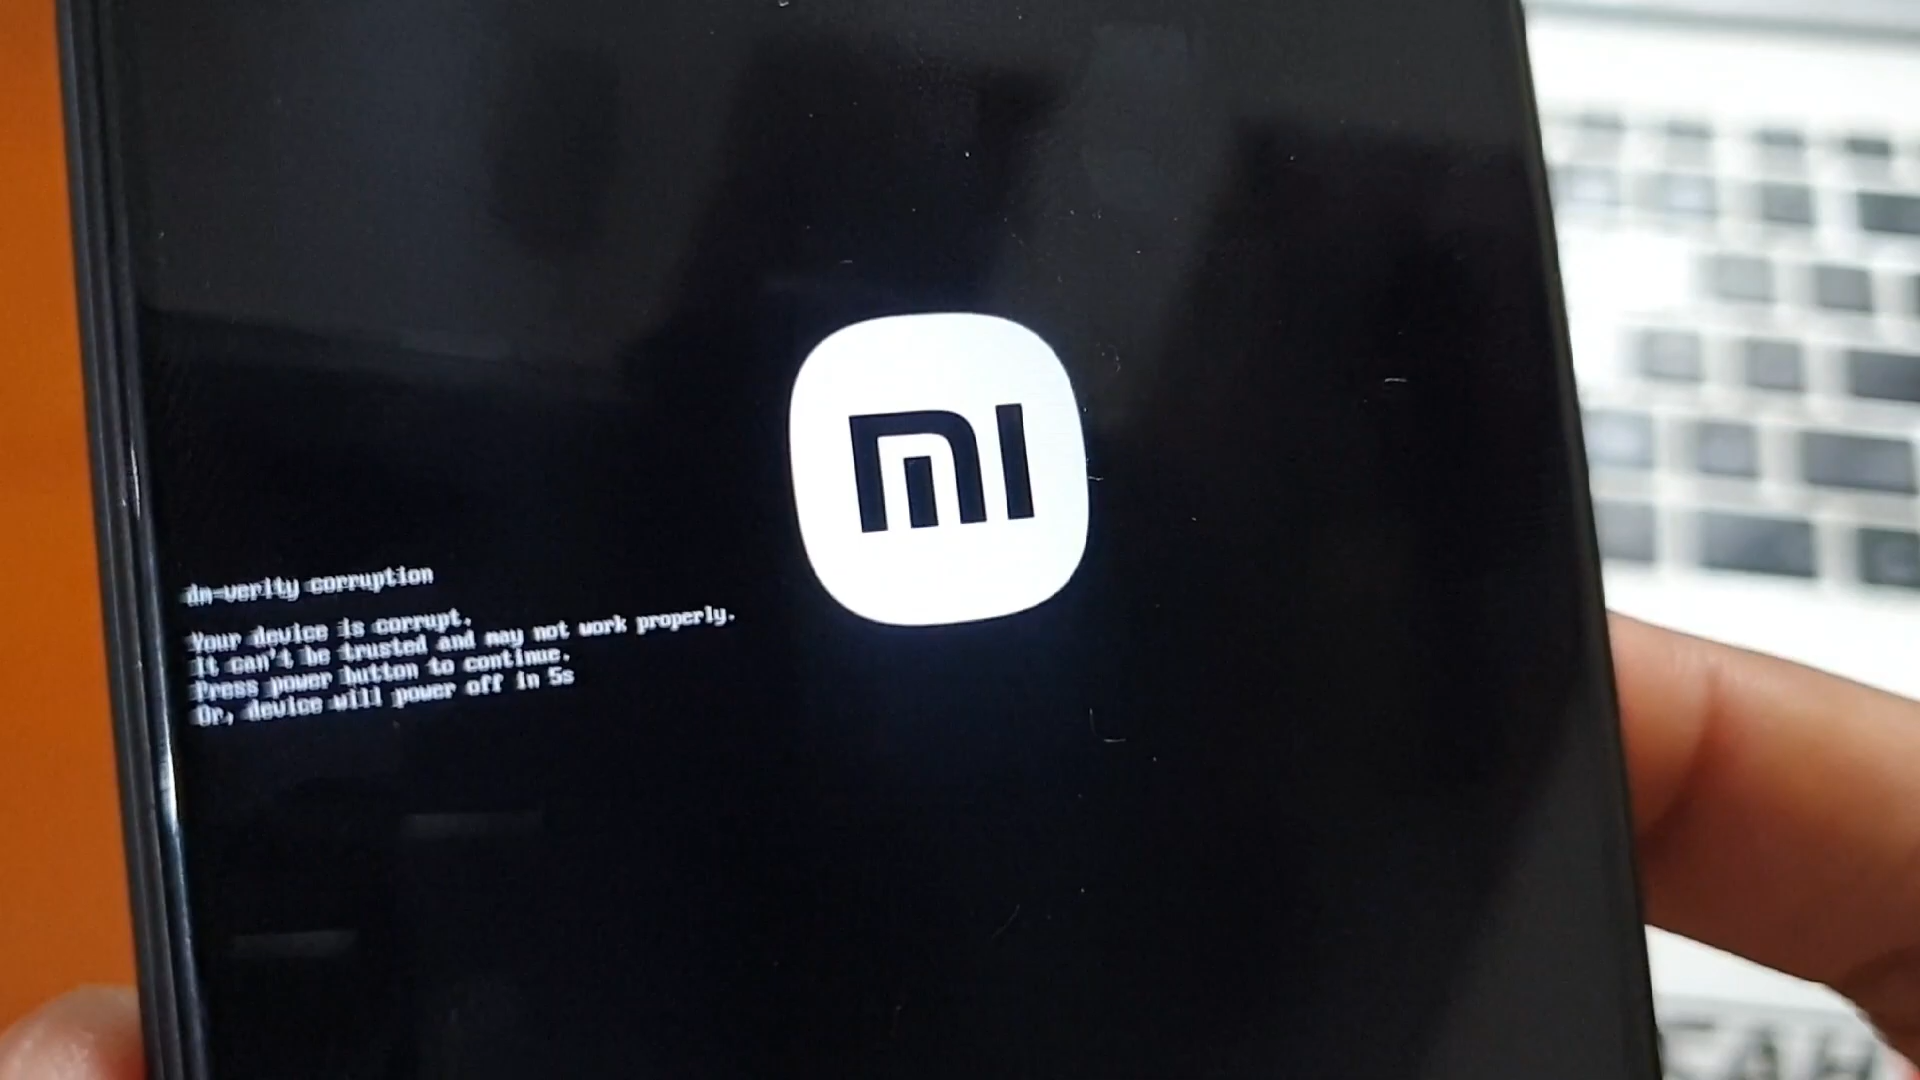 mi
dm-verity corruption
Your device is corrupt.
It can't be trusted and may not work properly.
Press power button to continue.
Or, device will power off in 5s